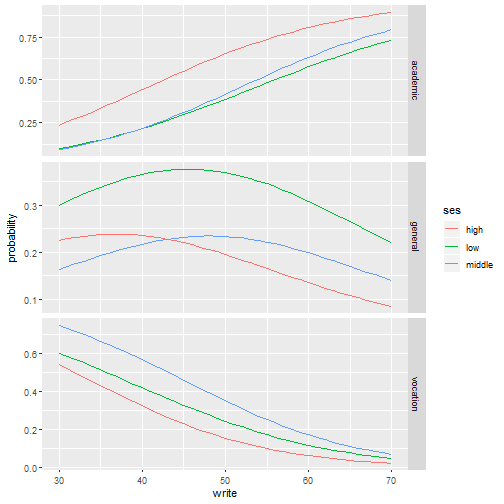 0.75
0.50
0.25
academic
0.3
0.2
0.1
general
0.6
0.4
0.2
0.0
vocation
30 40 50 60 70
write
probability
ses
high
low
middle